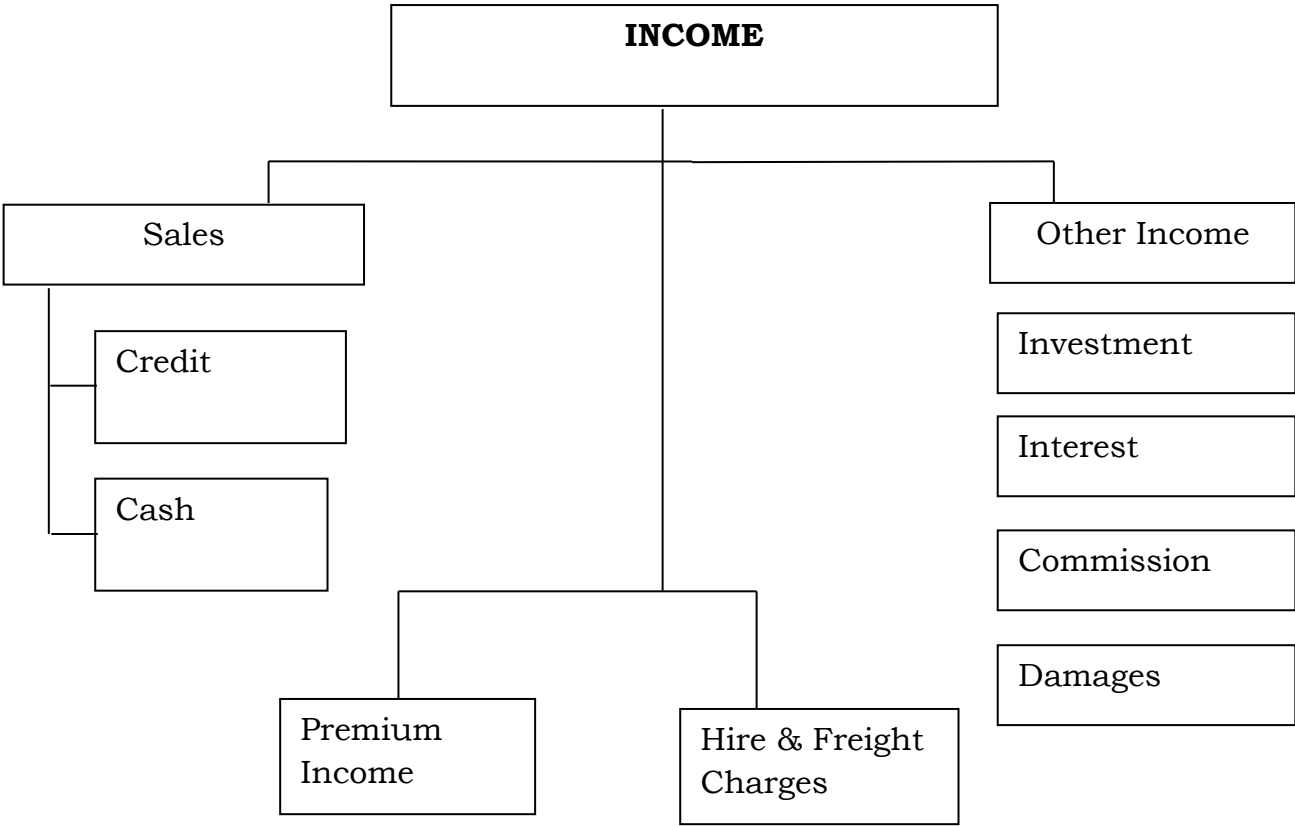 INCOME
Sales
Other Income
Credit
Cash
Investment
Interest
Commission
Damages
Premium
Income
Hire & Freight
Charges